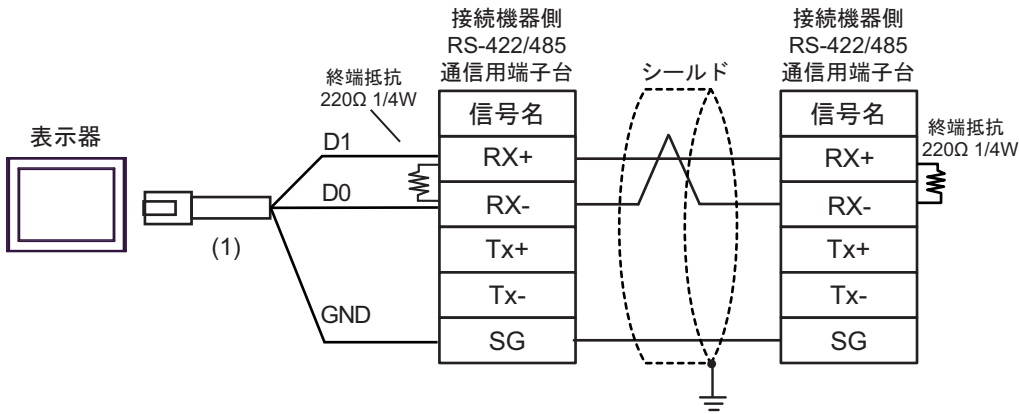 表示器
(1)
D1
D0
GND
終端抵抗
220Ω 1/4W
接続機器側
RS-422/485
通信用端子台
信号名
RX+
RX-
Tx+
Tx-
SG
シールド
接続機器側
RS-422/485
通信用端子台
信号名
RX+
RX-
Tx+
Tx-
SG
終端抵抗
220Ω 1/4W